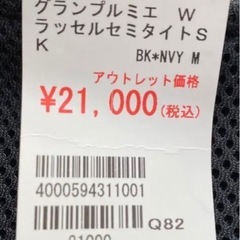 グランプルミエ W
ラッセルセミタイトS
K
BK*NVY M
アウトレット価格
¥21,000(税込)
4000594311001
Q82